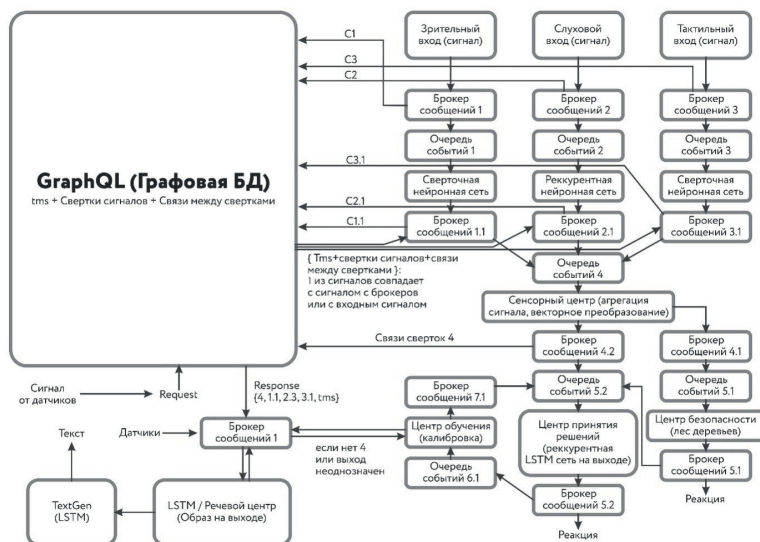 C1
C3
C2
Зрительный
вход (сигнал)
Слуховой
вход (сигнал)
Тактильный
вход (сигнал)
Брокер
сообщений 1
Брокер
сообщений 2
Брокер
сообщений 3
Очередь
событий 1
Очередь
событий 2
Очередь
событий 3
GraphQL (Графовая БД)
tms + Свертки сигналов + Связи между свертками
C3.1
C2.1
C1.1
Сверточная
нейронная сеть
Реккурентная
нейронная сеть
Сверточная
нейронная сеть
Брокер
сообщений 1.1
Брокер
сообщений 2.1
Брокер
сообщений 3.1
{ Tms+свертки сигналов+связи
между свертками }:
1 из сигналов совпадает
с сигналом с брокеров
или с входным сигналом
Очередь
событий 4
Сенсорный центр (агрегация
сигнала, векторное преобразование)
Связи сверток 4
Брокер
сообщений 4.2
Брокер
сообщений 4.1
Сигнал
от датчиков
Request
Response
{4, 1.1, 2.3, 3.1, tms}
Брокер
сообщений 7.1
Очередь
событий 5.2
Очередь
событий 5.1
Текст
Датчики
Брокер
сообщений 1
если нет 4
или выход
неоднозначен
Центр обучения
(калибровка)
Центр принятия
решений
(реккурентная
LSTM сеть на выходе)
Центр безопасности
(лес деревьев)
Очередь
событий 6.1
Брокер
сообщений 5.1
TextGen
(LSTM)
LSTM / Речевой центр
(Образ на выходе)
Брокер
сообщений 5.2
Реакция
Реакция